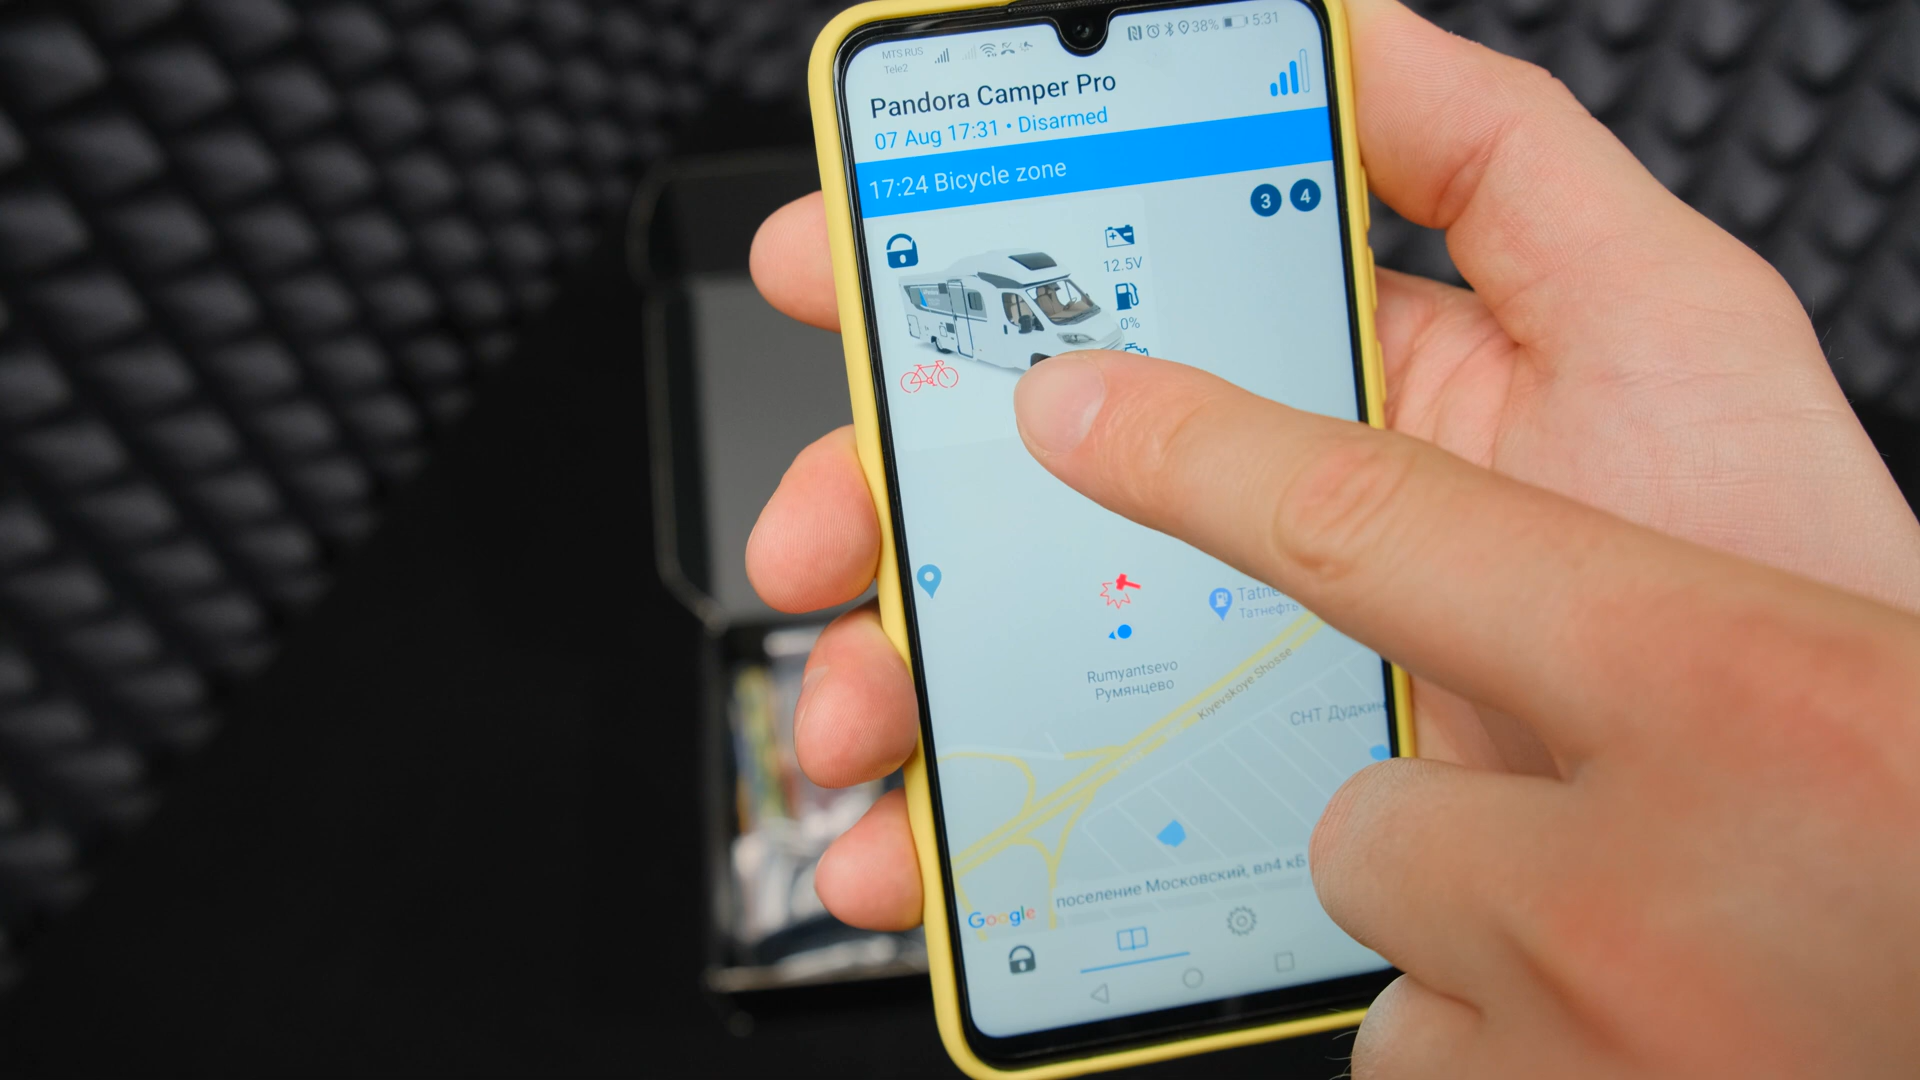 MTS RUS
Tele2
38% 5:31
Pandora Camper Pro
07 Aug 17:31 • Disarmed
17:24 Bicycle zone
3 4
12.5V
0%
Rumyantsevo
Румянцево
Татнефть
Kiyevskoye Shosse
СНТ
поселение Московский, вл4 кБ
Google